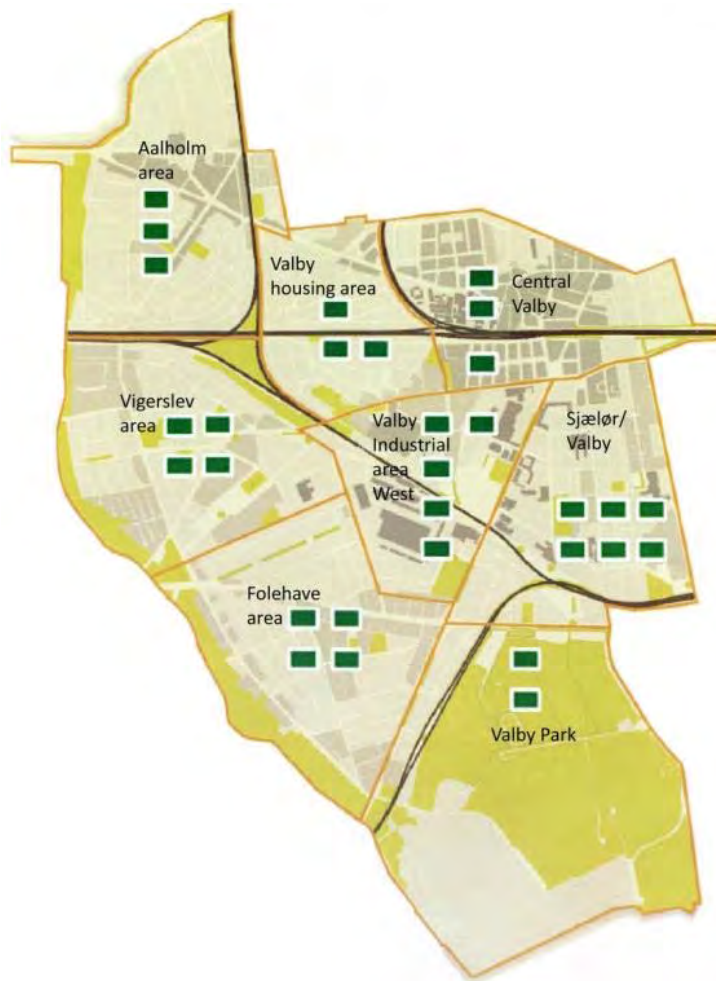 Aalholm
area
Valby
housing area
Central
Valby
Vigerslev
area
Valby
Industrial
area
West
Sjælør/
Valby
Folehave
area
Valby Park